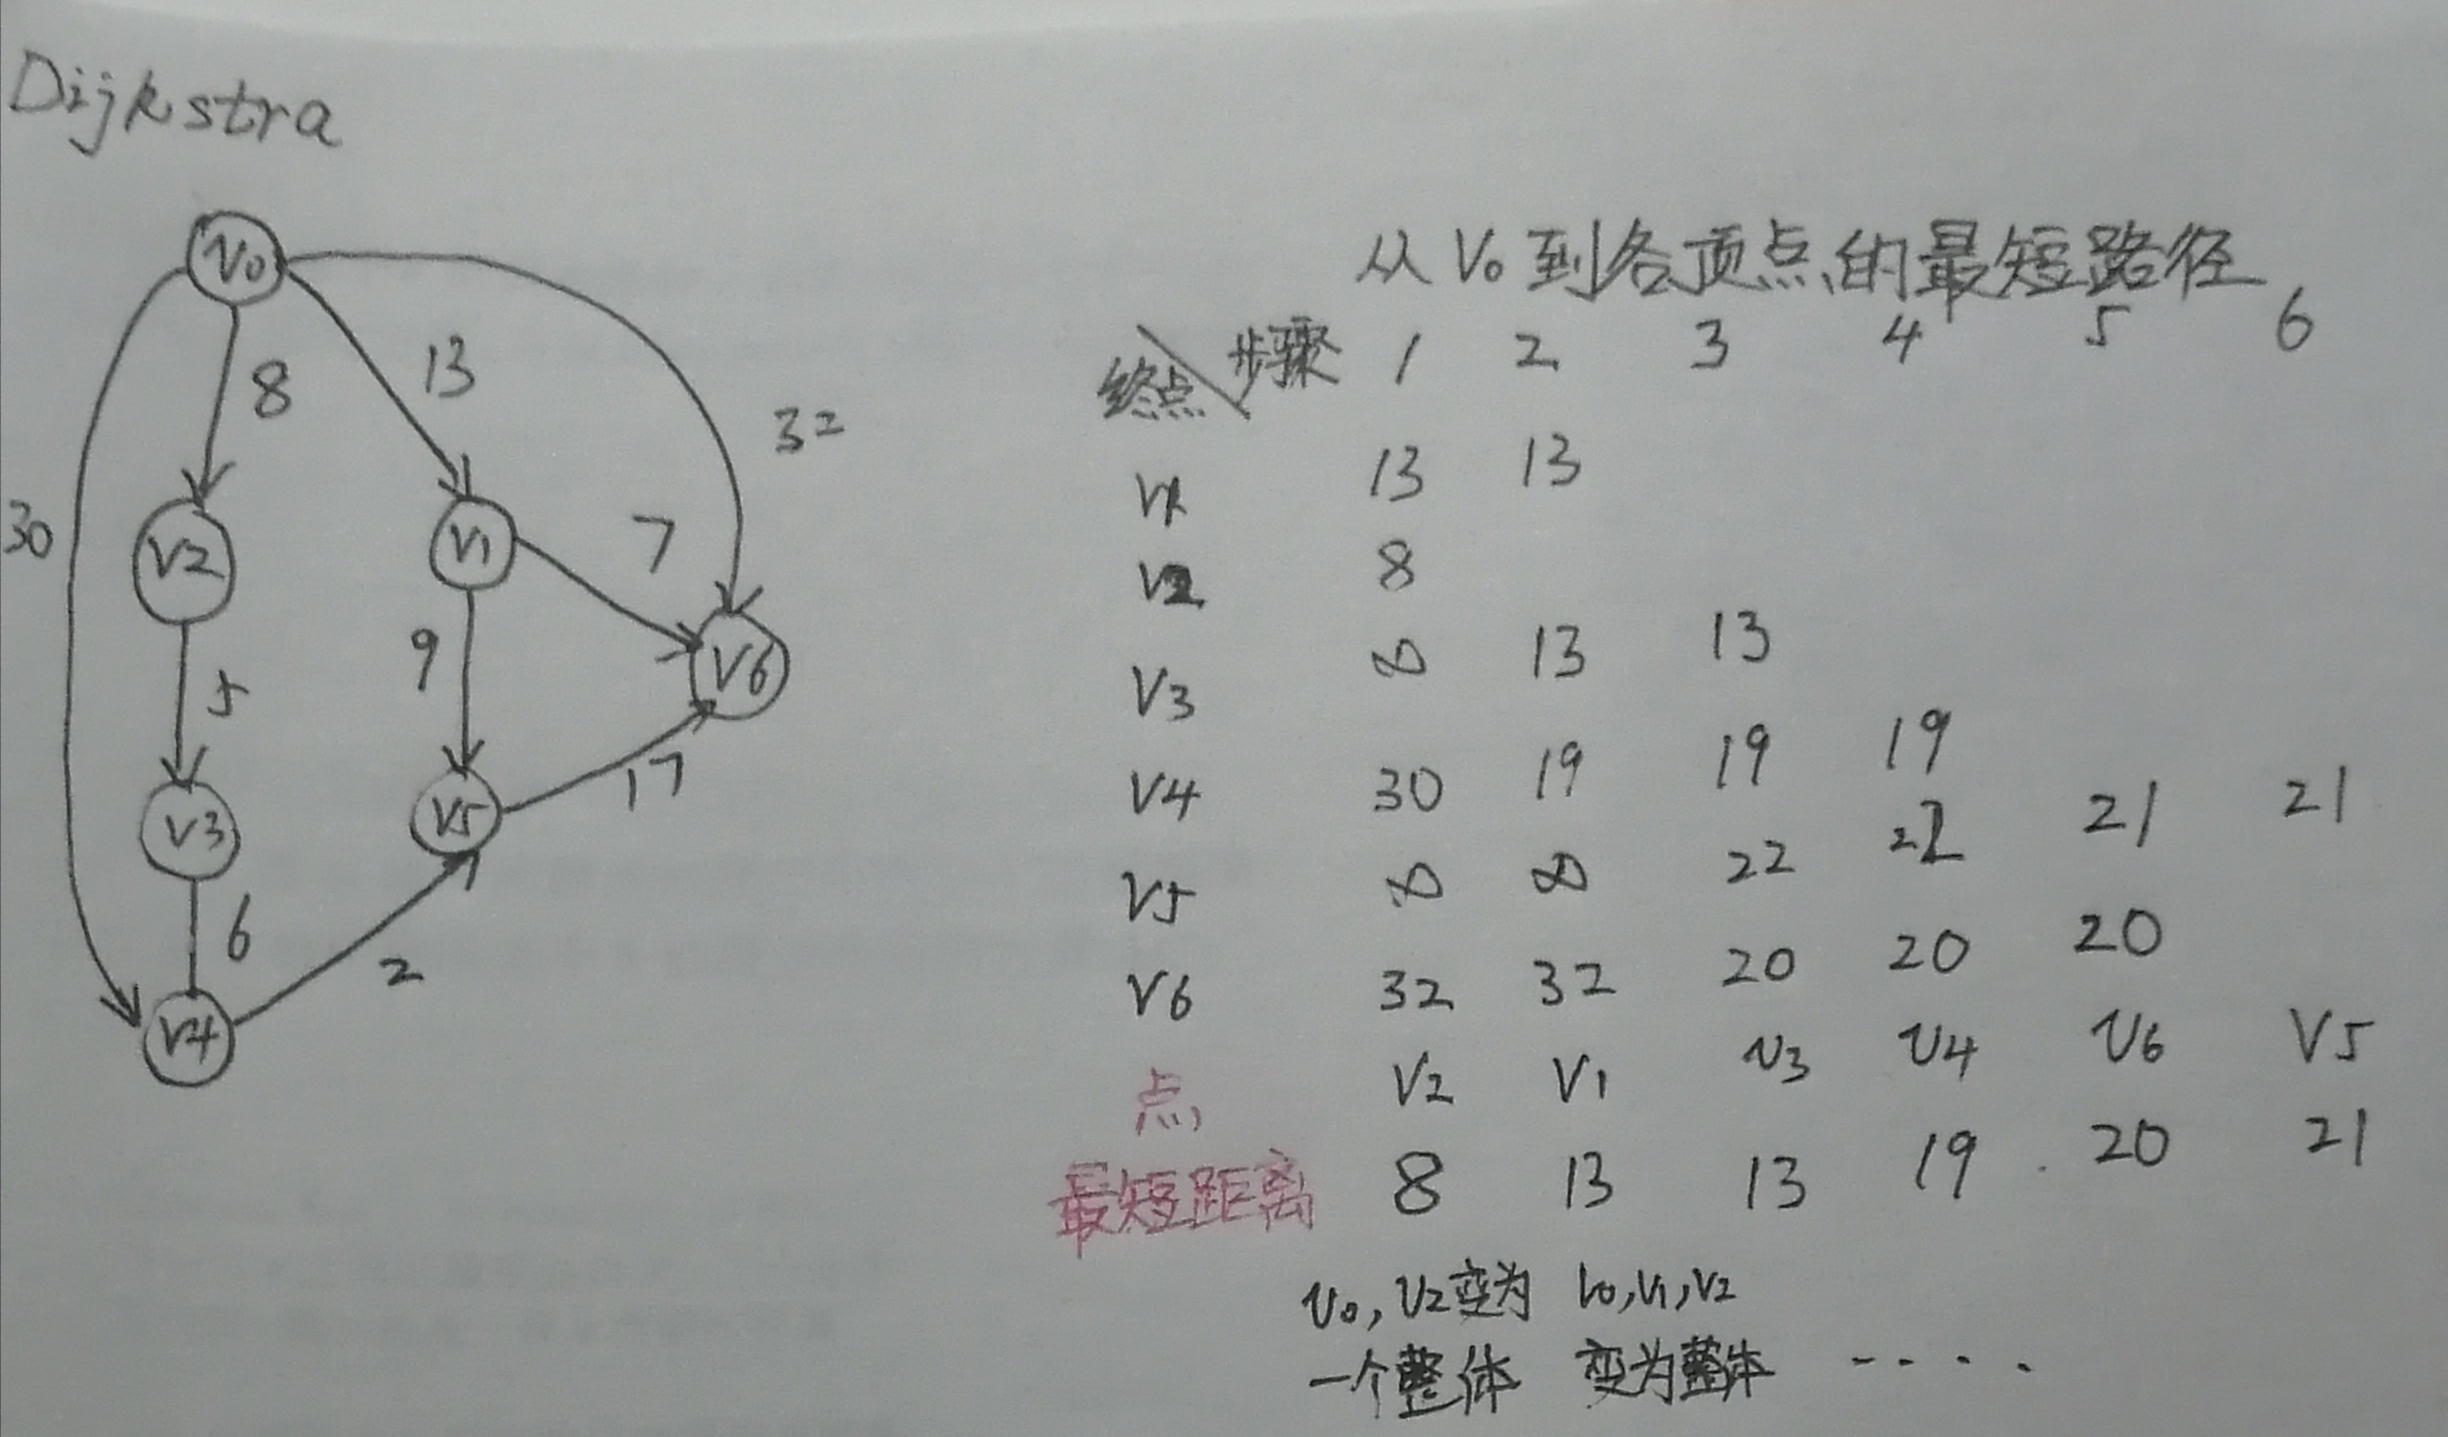 Dijkstra
V0
8
13
32
30
V2
V1
7
9
5
V6
17
V3
V5
6
2
V4
从V0到各顶点的最短路径
终点 步骤 1 2 3 4 5 6
V1 13 13
V2 8
V3 ∞ 13 13
V4 30 19 19 19
V5 ∞ ∞ 22 21 21
V6 32 32 20 20 20
点 V2 V1 V3 V4 V6 V5
最短距离 8 13 13 19 20 21
V0,V2变为 V0,V1,V2
一个整体 变为整体 ····